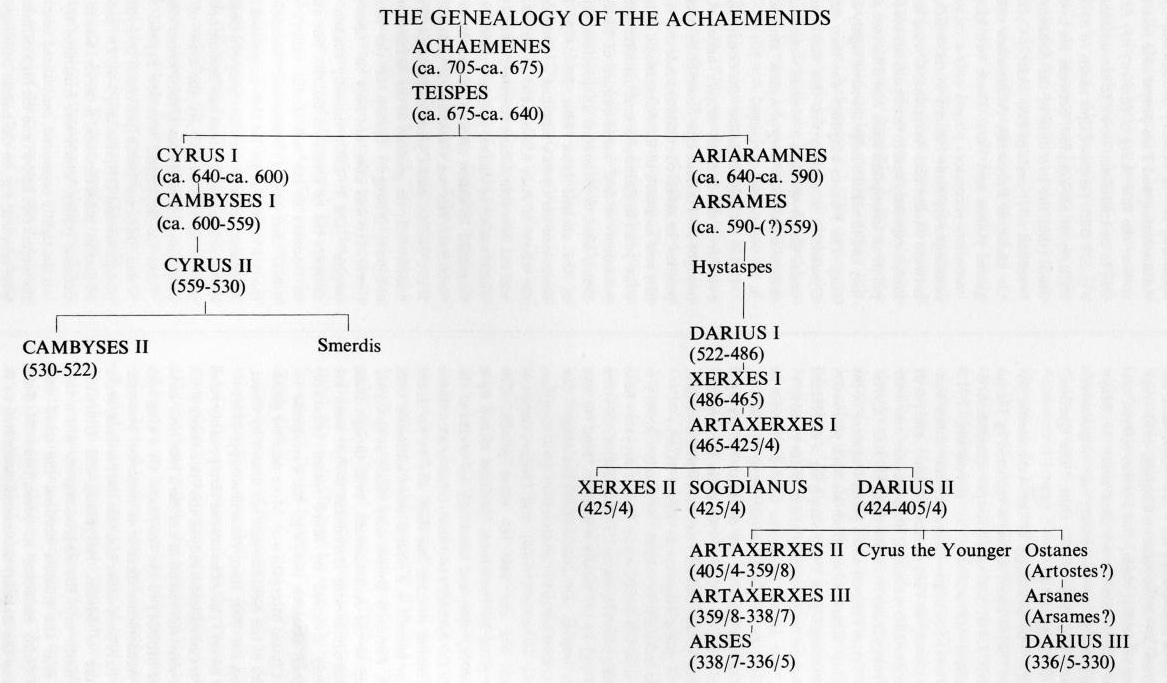 THE GENEALOGY OF THE ACHAEMENIDS
ACHAEMENES
(ca. 705-ca. 675)
TEISPES
(ca. 675-ca. 640)
CYRUS I
(ca. 640-ca. 600)
CAMBYSES I
(ca. 600-559)
CYRUS II
(559-530)
CAMBYSES II
(530-522)
Smerdis
ARIARAMNES
(ca. 640-ca. 590)
ARSAMES
(ca. 590-(?)559)
Hystaspes
DARIUS I
(522-486)
XERXES I
(486-465)
ARTAXERXES I
(465-425/4)
XERXES II
(425/4)
SOGDIANUS
(425/4)
DARIUS II
(424-405/4)
ARTAXERXES II
(405/4-359/8)
ARTAXERXES III
(359/8-338/7)
ARSES
(338/7-336/5)
Cyrus the Younger
Ostanes
(Artostes?)
Arsanes
(Arsames?)
DARIUS III
(336/5-330)